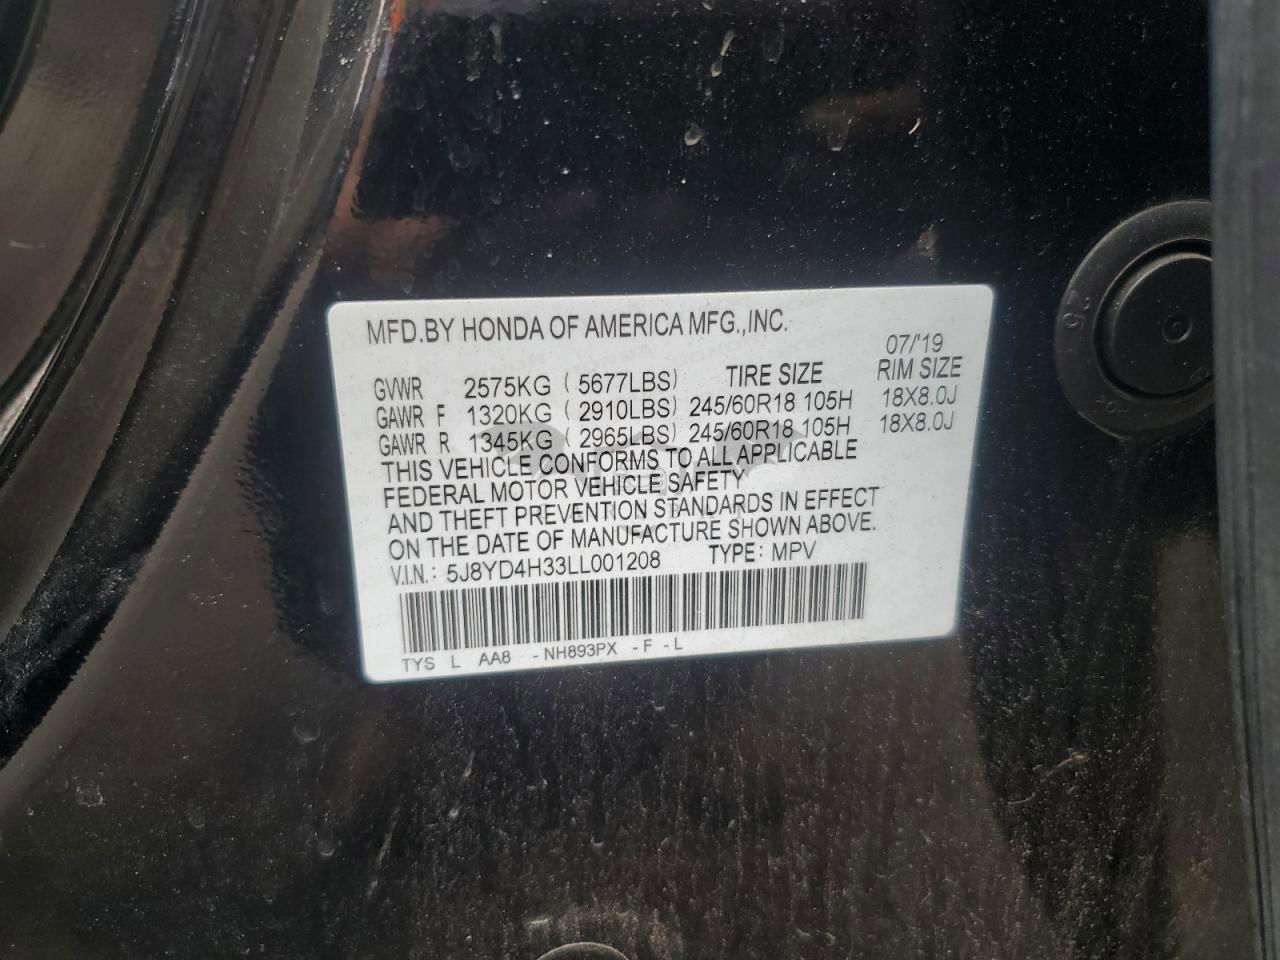 MFD.BY HONDA OF AMERICA MFG.,INC.
07/'19
GVWR 2575KG ( 5677LBS) TIRE SIZE RIM SIZE
GAWR F 1320KG ( 2910LBS) 245/60R18 105H 18X8.0J
GAWR R 1345KG ( 2965LBS) 245/60R18 105H 18X8.0J
THIS VEHICLE CONFORMS TO ALL APPLICABLE
FEDERAL MOTOR VEHICLE SAFETY
AND THEFT PREVENTION STANDARDS IN EFFECT
ON THE DATE OF MANUFACTURE SHOWN ABOVE.
V.I.N.: 5J8YD4H33LL001208 TYPE: MPV
TYS L AA8 -NH893PX -F -L